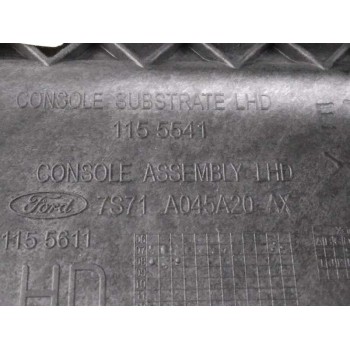 CONSOLE SUBSTRATE LHD
115 5541
CONSOLE ASSEMBLY LHD
Ford 7S71 A045A20-AX
115 5611
HD